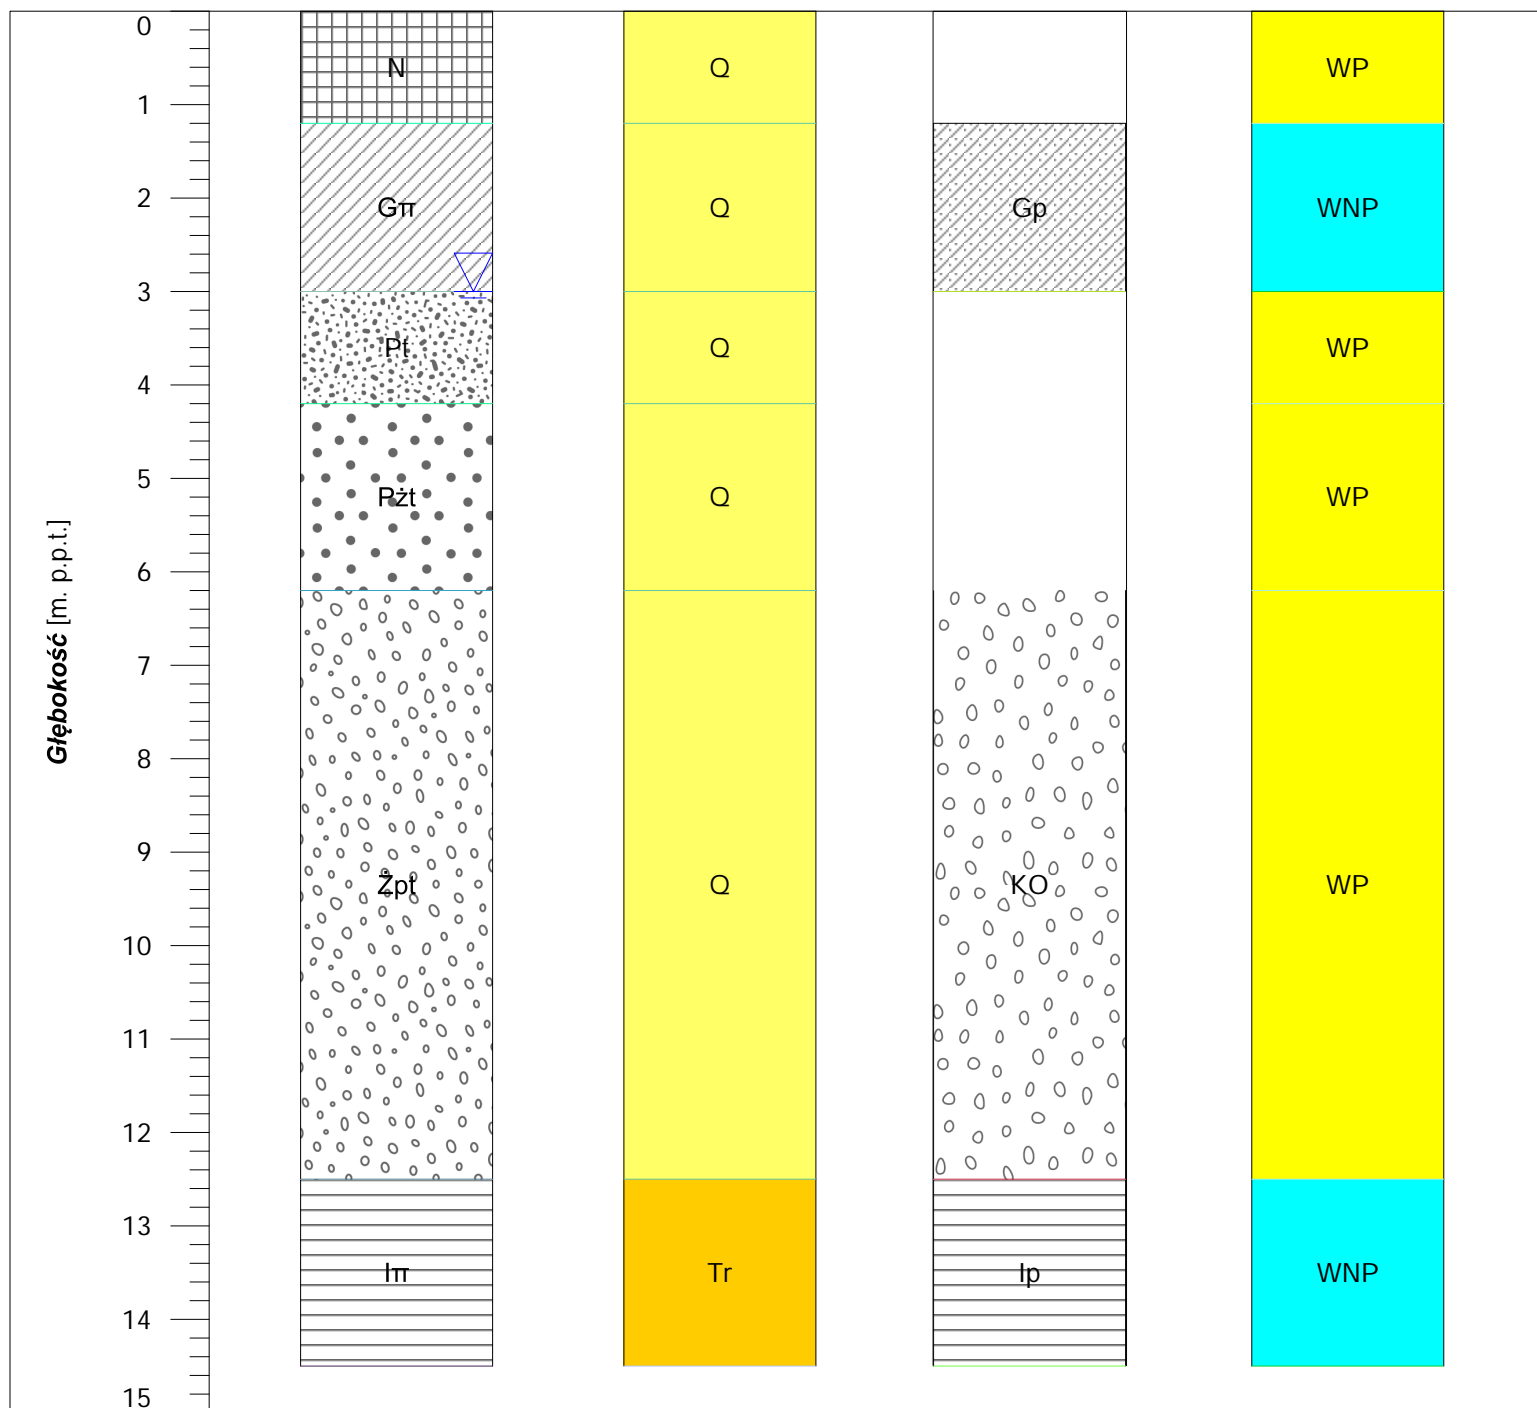 0
N Q WP
1
2
Gπ Q Gp WNP
3
Pt Q WP
4
5
Pżt Q WP
6
Głębokość [m. p.p.t.]
7
8
9
Żpt Q KO WP
10
11
12
13
Iπ Tr Ip WNP
14
15